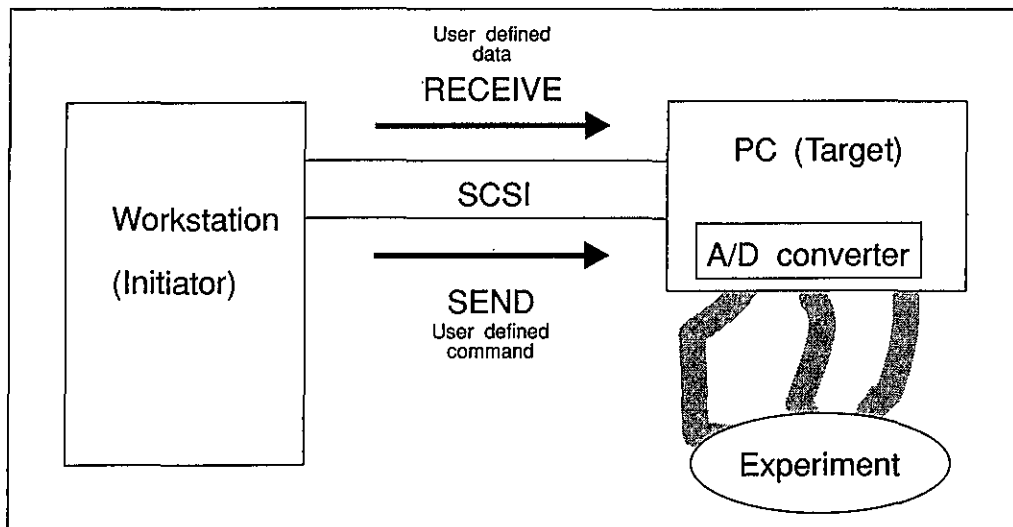 User defined
data
RECEIVE
Workstation
(Initiator)
SCSI
SEND
User defined
command
PC (Target)
A/D converter
Experiment